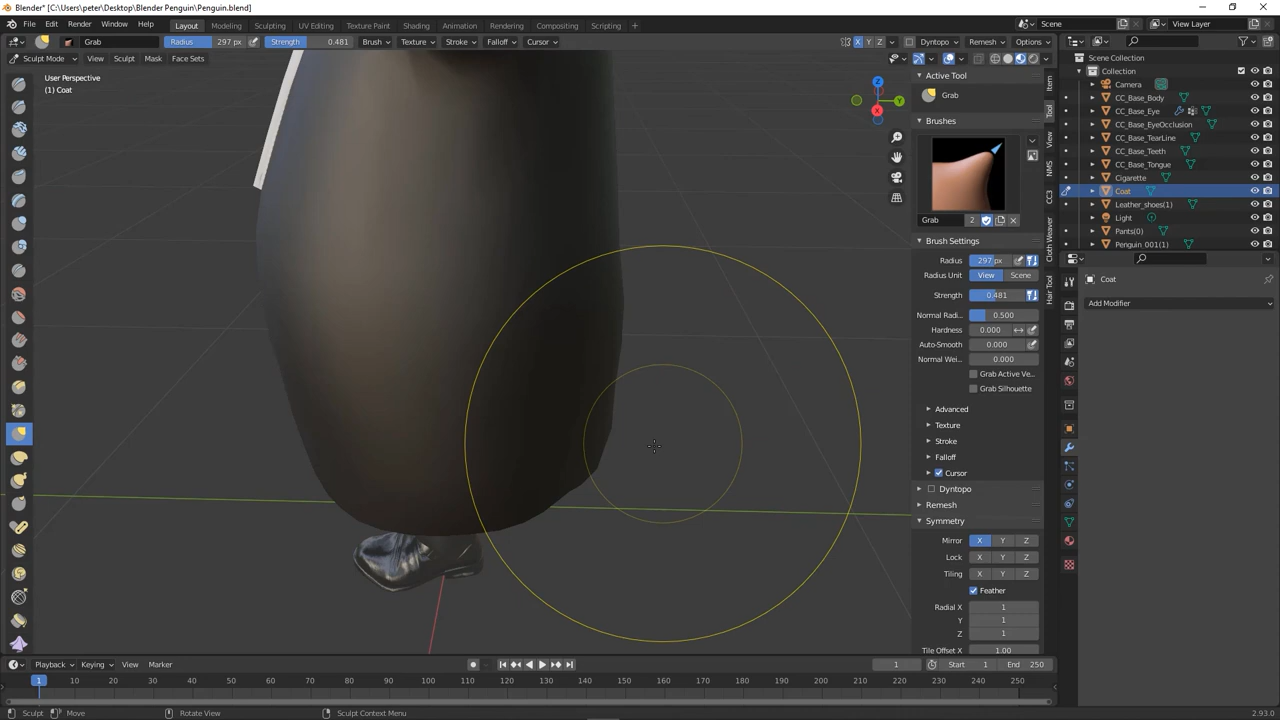 Blender* [C:\Users\peter\Desktop\Blender Penguin\Penguin.blend]
File Edit Render Window Help Layout Modeling Sculpting UV Editing Texture Paint Shading Animation Rendering Compositing Scripting + Scene View Layer
Grab Radius 297 px Strength 0.481 Brush Texture Stroke Falloff Cursor X Y Z Dyntopo Remesh Options
Sculpt Mode View Sculpt Mask Face Sets
User Perspective
(1) Coat
Z
Y
X
Active Tool
Grab
Brushes
Grab 2
Brush Settings
Radius 297 px
Radius Unit View Scene
Strength 0.481
Normal Radi... 0.500
Hardness 0.000
Auto-Smooth 0.000
Normal Wei... 0.000
Grab Active Ve...
Grab Silhouette
Advanced
Texture
Stroke
Falloff
Cursor
Dyntopo
Remesh
Symmetry
Mirror X Y Z
Lock X Y Z
Tiling X Y Z
Feather
Radial X 1
Y 1
Z 1
Tile Offset X 1.00
Item
Tool
View
NMS
CC3
Cloth Weaver
Hair Tool
Scene Collection
Collection
Camera
CC_Base_Body
CC_Base_Eye
CC_Base_EyeOcclusion
CC_Base_TearLine
CC_Base_Teeth
CC_Base_Tongue
Cigarette
Coat
Leather_shoes(1)
Light
Pants(0)
Penguin_001(1)
Coat
Add Modifier
Playback Keying View Marker 1 Start 1 End 250
1 10 20 30 40 50 60 70 80 90 100 110 120 130 140 150 160 170 180 190 200 210 220 230 240 250
Sculpt Move Rotate View Sculpt Context Menu 2.93.0